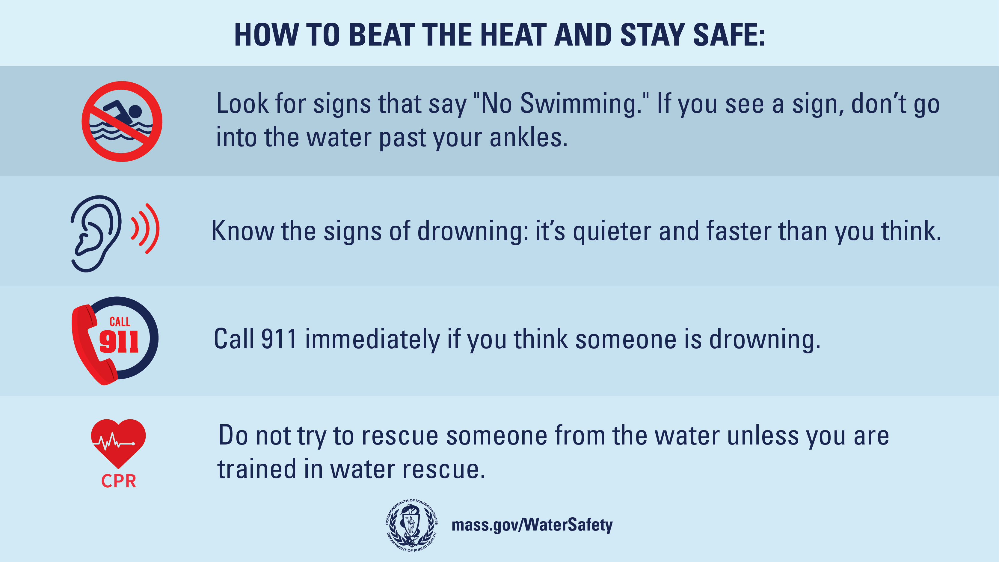 HOW TO BEAT THE HEAT AND STAY SAFE:
Look for signs that say "No Swimming." If you see a sign, don’t go
into the water past your ankles.
Know the signs of drowning: it’s quieter and faster than you think.
CALL
911
Call 911 immediately if you think someone is drowning.
Do not try to rescue someone from the water unless you are
trained in water rescue.
CPR
COMMONWEALTH OF MASSACHUSETTS
DEPARTMENT OF PUBLIC HEALTH
mass.gov/WaterSafety